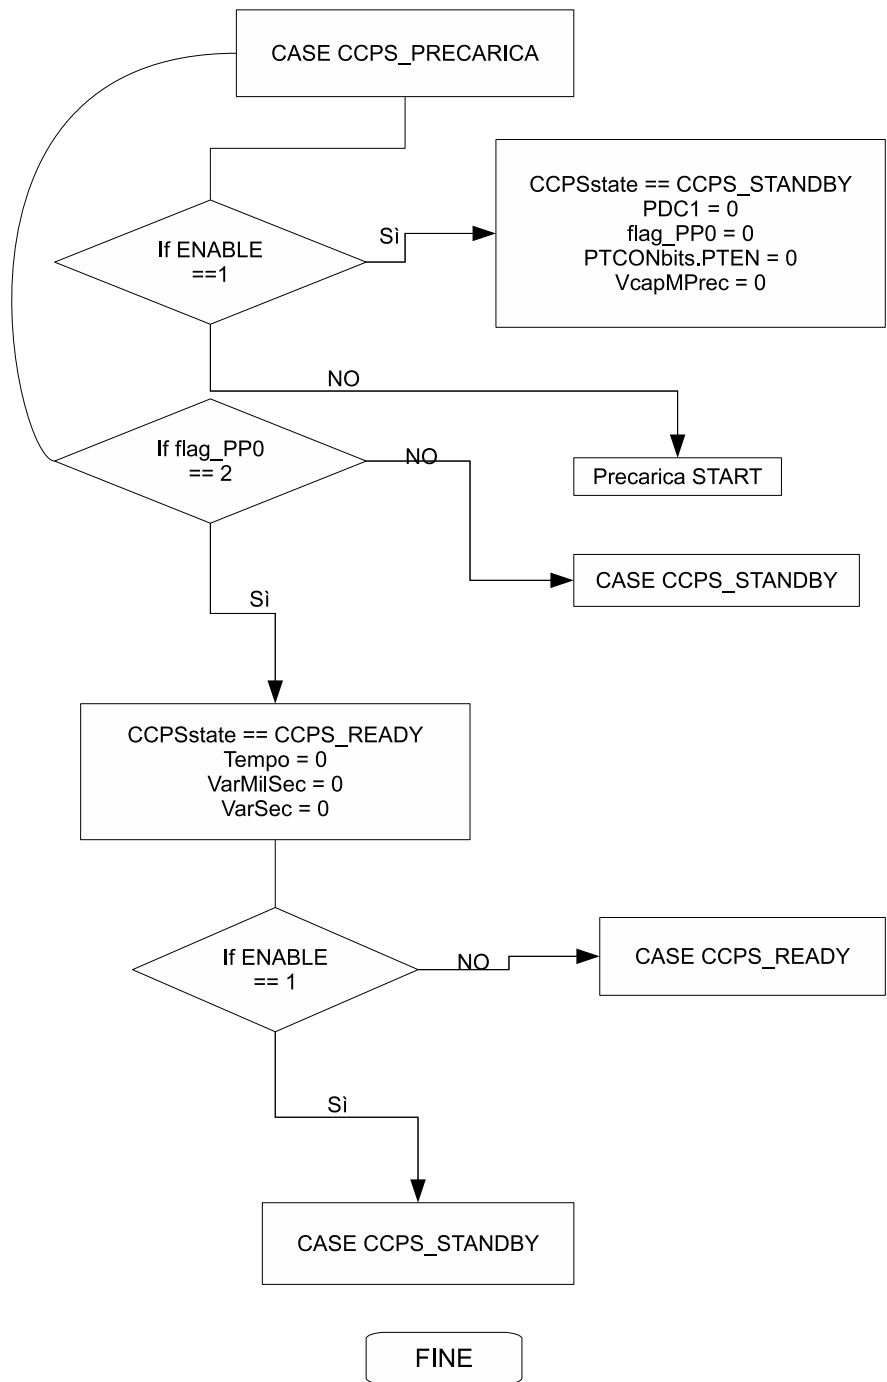 CASE CCPS_PRECARICA
CCPSstate == CCPS_STANDBY
PDC1 = 0
flag_PP0 = 0
PTCONbits.PTEN = 0
VcapMPrec = 0
If ENABLE
==1
Sì
NO
If flag_PP0
== 2
NO
Precarica START
CASE CCPS_STANDBY
Sì
CCPSstate == CCPS_READY
Tempo = 0
VarMilSec = 0
VarSec = 0
If ENABLE
== 1
NO
CASE CCPS_READY
Sì
CASE CCPS_STANDBY
FINE